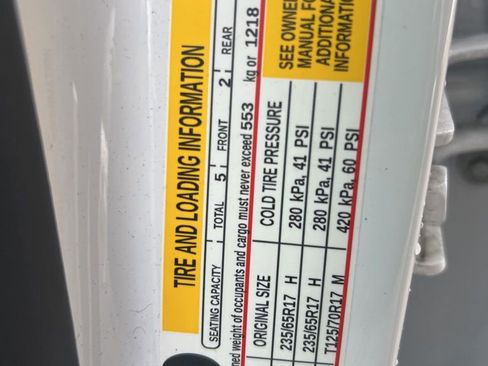 TIRE AND LOADING INFORMATION
SEATING CAPACITY TOTAL 5 FRONT 2 REAR
ned weight of occupants and cargo must never exceed 553 kg or 1218
ORIGINAL SIZE COLD TIRE PRESSURE
235/65R17 H 280 kPa, 41 PSI
235/65R17 H 280 kPa, 41 PSI
T125/70R17 M 420 kPa, 60 PSI
SEE OWNER
MANUAL FO
ADDITIONA
INFORMATION